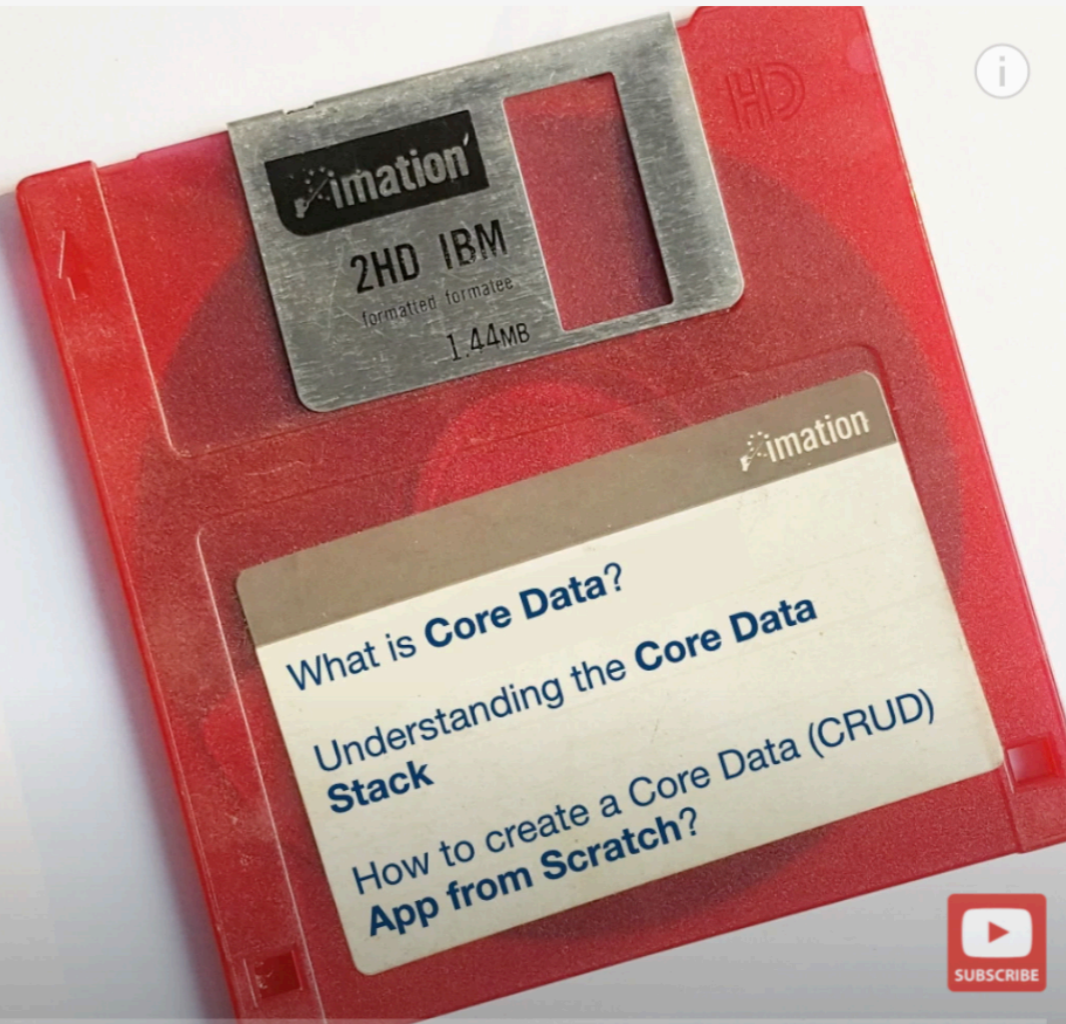 HD
imation
2HD IBM
formatted formatee
1.44MB
imation
What is Core Data?
Understanding the Core Data
Stack
How to create a Core Data (CRUD)
App from Scratch?
i
SUBSCRIBE